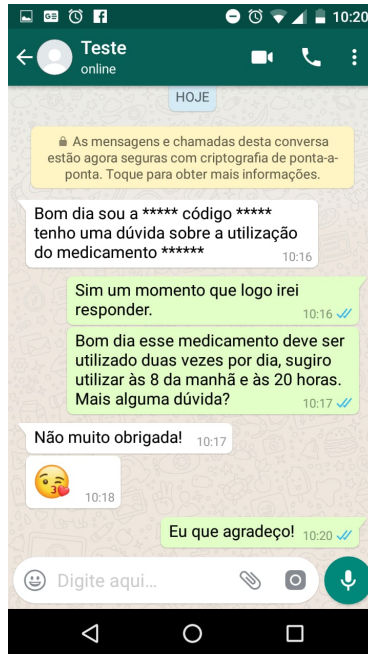 GE
10:20
Teste
online
HOJE
As mensagens e chamadas desta conversa
estão agora seguras com criptografia de ponta-a-
ponta. Toque para obter mais informações.
Bom dia sou a ***** código *****
tenho uma dúvida sobre a utilização
do medicamento ******
10:16
Sim um momento que logo irei
responder.
10:16
Bom dia esse medicamento deve ser
utilizado duas vezes por dia, sugiro
utilizar às 8 da manhã e às 20 horas.
Mais alguma dúvida?
10:17
Não muito obrigada! 10:17
10:18
Eu que agradeço! 10:20
Digite aqui...